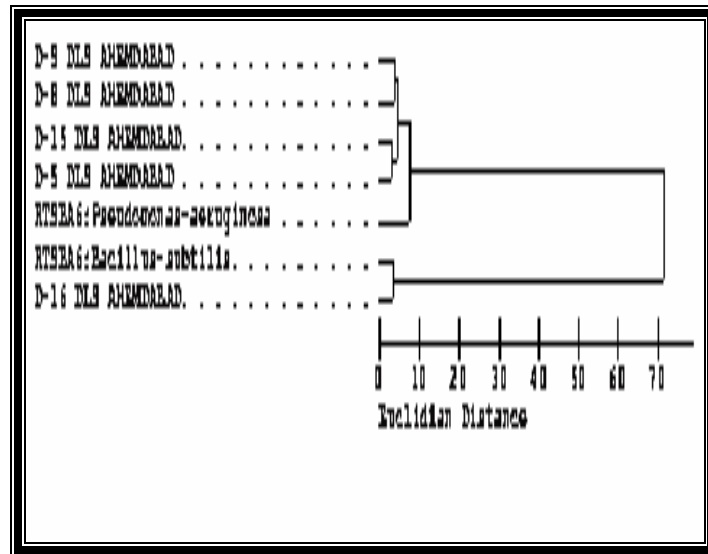 D-9 DLS AHEMDABAD . . . . . . . . . . . .
D-8 DLS AHEMDABAD . . . . . . . . . . . .
D-15 DLS AHEMDABAD. . . . . . . . . . . .
D-5 DLS AHEMDABAD . . . . . . . . . . . .
RTSBA6:Pseudomonas-aeruginosa . . . . . .
RTSBA6:Bacillus-subtilis. . . . . . . . .
D-16 DLS AHEMDABAD. . . . . . . . . . . .
0 10 20 30 40 50 60 70
Euclidian Distance